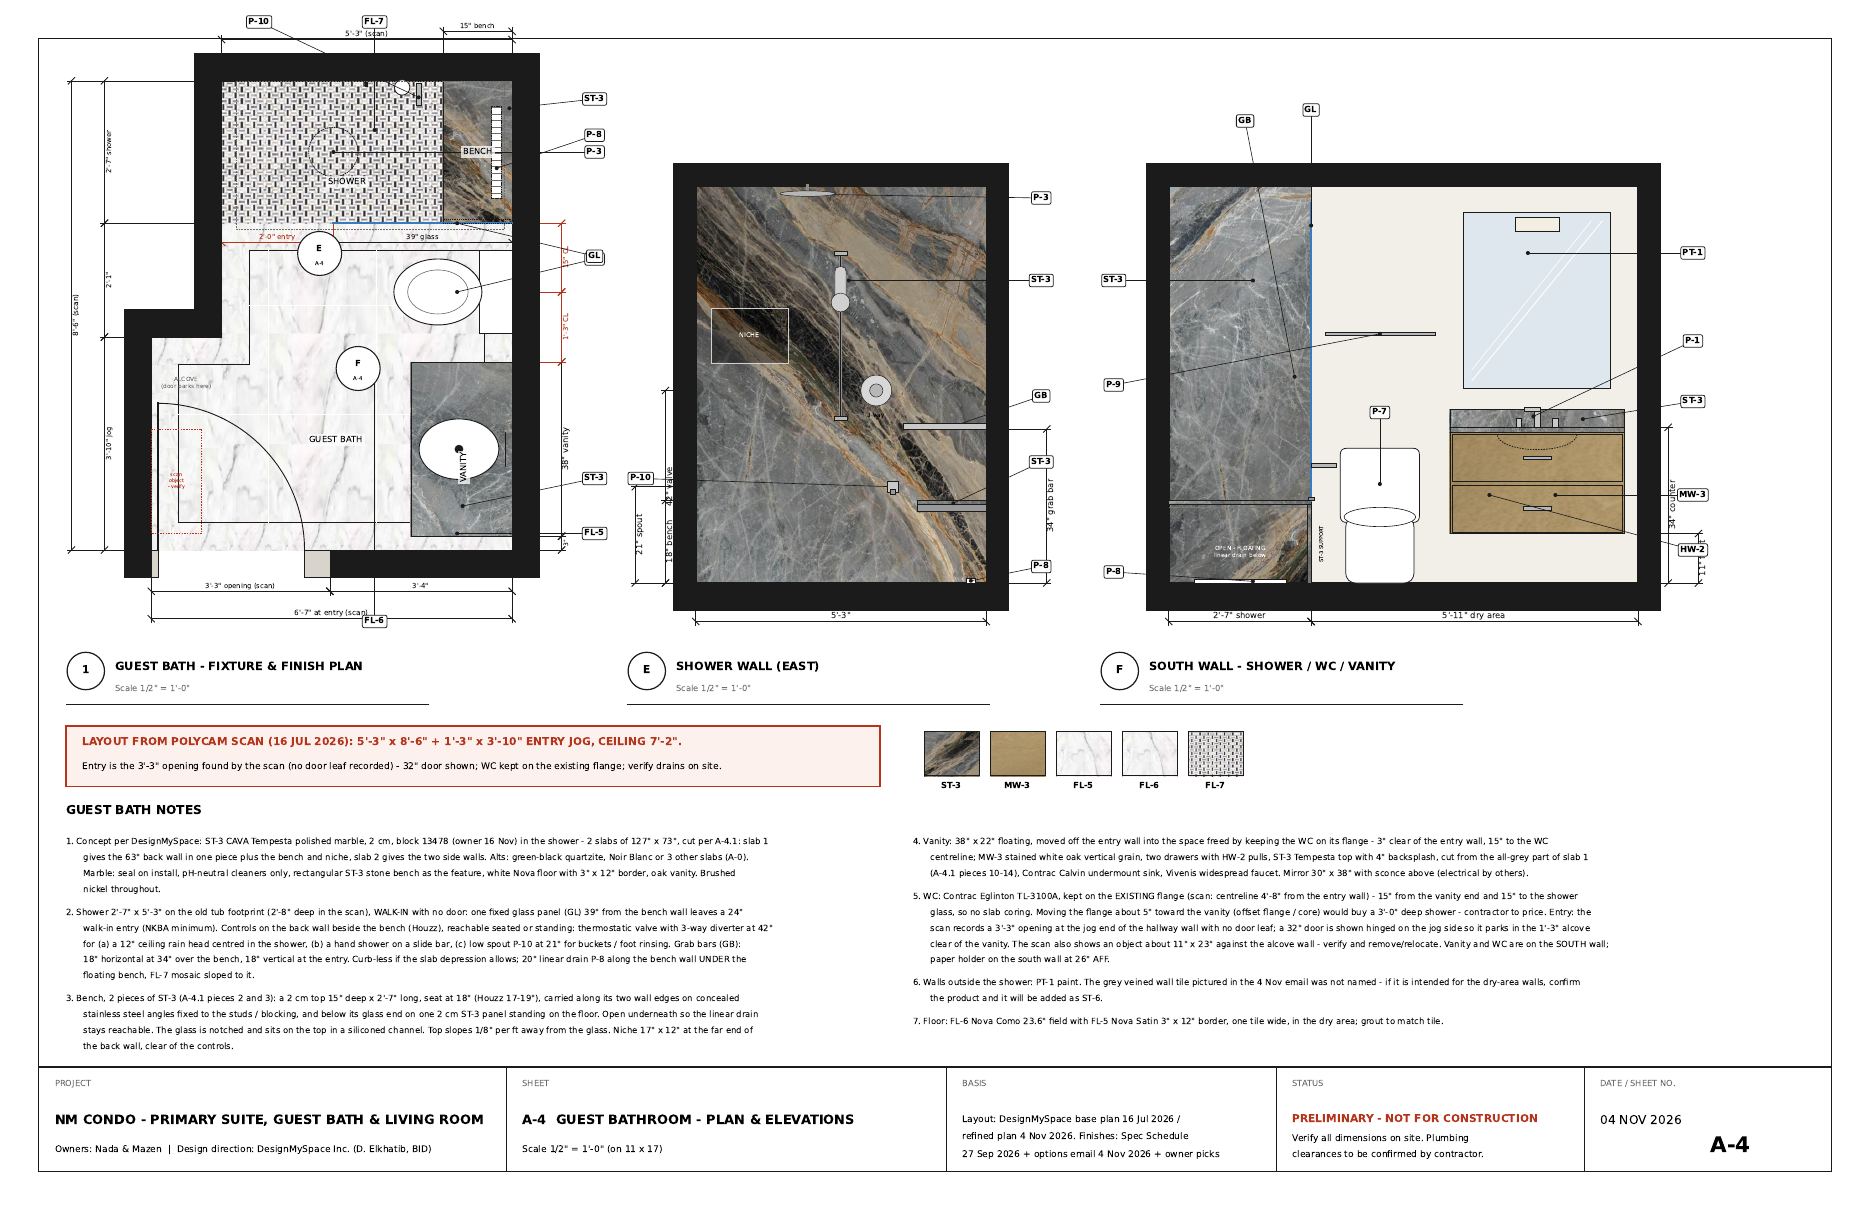 P-10
FL-7
15" bench
5'-3" (scan)
ST-3
P-8
P-3
BENCH
SHOWER
2'-7" shower
2'-0" entry
39" glass
E
A-4
GL
15" CL
2'-1"
8'-6" (scan)
1'-3" CL
F
A-4
ALCOVE
(door parks here)
GUEST BATH
VANITY
38" vanity
3'-10" jog
scan
object
- verify
ST-3
FL-5
3"
3'-3" opening (scan)
3'-4"
6'-7" at entry (scan)
FL-6
P-3
ST-3
NICHE
GB
3-way
ST-3
P-10
42" valve
18" bench
21" spout
34" grab bar
P-8
5'-3"
GB
GL
ST-3
PT-1
P-1
P-9
P-7
ST-3
MW-3
34" counter
HW-2
11"
OPEN - FLOATING
linear drain below
ST-3 SUPPORT
P-8
2'-7" shower
5'-11" dry area
1
GUEST BATH - FIXTURE & FINISH PLAN
Scale 1/2" = 1'-0"
E
SHOWER WALL (EAST)
Scale 1/2" = 1'-0"
F
SOUTH WALL - SHOWER / WC / VANITY
Scale 1/2" = 1'-0"
LAYOUT FROM POLYCAM SCAN (16 JUL 2026): 5'-3" x 8'-6" + 1'-3" x 3'-10" ENTRY JOG, CEILING 7'-2".
Entry is the 3'-3" opening found by the scan (no door leaf recorded) - 32" door shown; WC kept on the existing flange; verify drains on site.
ST-3
MW-3
FL-5
FL-6
FL-7
GUEST BATH NOTES
1. Concept per DesignMySpace: ST-3 CAVA Tempesta polished marble, 2 cm, block 13478 (owner 16 Nov) in the shower - 2 slabs of 127" x 73", cut per A-4.1: slab 1
gives the 63" back wall in one piece plus the bench and niche, slab 2 gives the two side walls. Alts: green-black quartzite, Noir Blanc or 3 other slabs (A-0).
Marble: seal on install, pH-neutral cleaners only, rectangular ST-3 stone bench as the feature, white Nova floor with 3" x 12" border, oak vanity. Brushed
nickel throughout.
2. Shower 2'-7" x 5'-3" on the old tub footprint (2'-8" deep in the scan), WALK-IN with no door: one fixed glass panel (GL) 39" from the bench wall leaves a 24"
walk-in entry (NKBA minimum). Controls on the back wall beside the bench (Houzz), reachable seated or standing: thermostatic valve with 3-way diverter at 42"
for (a) a 12" ceiling rain head centred in the shower, (b) a hand shower on a slide bar, (c) low spout P-10 at 21" for buckets / foot rinsing. Grab bars (GB):
18" horizontal at 34" over the bench, 18" vertical at the entry. Curb-less if the slab depression allows; 20" linear drain P-8 along the bench wall UNDER the
floating bench, FL-7 mosaic sloped to it.
3. Bench, 2 pieces of ST-3 (A-4.1 pieces 2 and 3): a 2 cm top 15" deep x 2'-7" long, seat at 18" (Houzz 17-19"), carried along its two wall edges on concealed
stainless steel angles fixed to the studs / blocking, and below its glass end on one 2 cm ST-3 panel standing on the floor. Open underneath so the linear drain
stays reachable. The glass is notched and sits on the top in a siliconed channel. Top slopes 1/8" per ft away from the glass. Niche 17" x 12" at the far end of
the back wall, clear of the controls.
4. Vanity: 38" x 22" floating, moved off the entry wall into the space freed by keeping the WC on its flange - 3" clear of the entry wall, 15" to the WC
centreline; MW-3 stained white oak vertical grain, two drawers with HW-2 pulls, ST-3 Tempesta top with 4" backsplash, cut from the all-grey part of slab 1
(A-4.1 pieces 10-14), Contrac Calvin undermount sink, Vivenis widespread faucet. Mirror 30" x 38" with sconce above (electrical by others).
5. WC: Contrac Eglinton TL-3100A, kept on the EXISTING flange (scan: centreline 4'-8" from the entry wall) - 15" from the vanity end and 15" to the shower
glass, so no slab coring. Moving the flange about 5" toward the vanity (offset flange / core) would buy a 3'-0" deep shower - contractor to price. Entry: the
scan records a 3'-3" opening at the jog end of the hallway wall with no door leaf; a 32" door is shown hinged on the jog side so it parks in the 1'-3" alcove
clear of the vanity. The scan also shows an object about 11" x 23" against the alcove wall - verify and remove/relocate. Vanity and WC are on the SOUTH wall;
paper holder on the south wall at 26" AFF.
6. Walls outside the shower: PT-1 paint. The grey veined wall tile pictured in the 4 Nov email was not named - if it is intended for the dry-area walls, confirm
the product and it will be added as ST-6.
7. Floor: FL-6 Nova Como 23.6" field with FL-5 Nova Satin 3" x 12" border, one tile wide, in the dry area; grout to match tile.
PROJECT
NM CONDO - PRIMARY SUITE, GUEST BATH & LIVING ROOM
Owners: Nada & Mazen | Design direction: DesignMySpace Inc. (D. Elkhatib, BID)
SHEET
A-4 GUEST BATHROOM - PLAN & ELEVATIONS
Scale 1/2" = 1'-0" (on 11 x 17)
BASIS
Layout: DesignMySpace base plan 16 Jul 2026 /
refined plan 4 Nov 2026. Finishes: Spec Schedule
27 Sep 2026 + options email 4 Nov 2026 + owner picks
STATUS
PRELIMINARY - NOT FOR CONSTRUCTION
Verify all dimensions on site. Plumbing
clearances to be confirmed by contractor.
DATE / SHEET NO.
04 NOV 2026
A-4